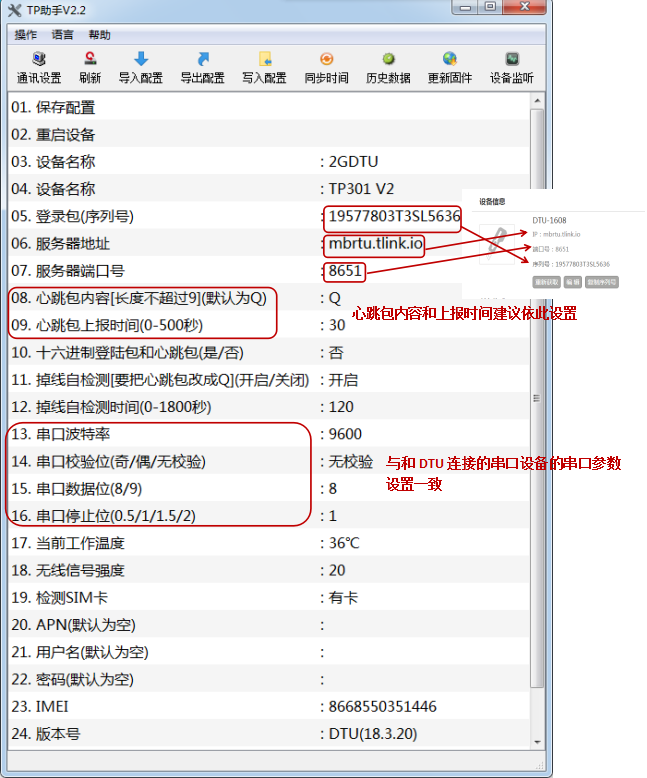 TP助手V2.2
操作 语言 帮助
通讯设置 刷新 导入配置 导出配置 写入配置 同步时间 历史数据 更新固件 设备监听
01. 保存配置
02. 重启设备
03. 设备名称 : 2GDTU
04. 设备名称 : TP301 V2
05. 登录包(序列号) : 19577803T3SL5636
06. 服务器地址 : mbrtu.tlink.io
07. 服务器端口号 : 8651
08. 心跳包内容[长度不超过9](默认为Q) : Q
09. 心跳包上报时间(0-500秒) : 30
10. 十六进制登陆包和心跳包(是/否) : 否
11. 掉线自检测[要把心跳包改成Q](开启/关闭) : 开启
12. 掉线自检测时间(0-1800秒) : 120
13. 串口波特率 : 9600
14. 串口校验位(奇/偶/无校验) : 无校验
15. 串口数据位(8/9) : 8
16. 串口停止位(0.5/1/1.5/2) : 1
17. 当前工作温度 : 36℃
18. 无线信号强度 : 20
19. 检测SIM卡 : 有卡
20. APN(默认为空) :
21. 用户名(默认为空) :
22. 密码(默认为空) :
23. IMEI : 8668550351446
24. 版本号 : DTU(18.3.20)
设备信息
DTU-1608
IP : mbrtu.tlink.io
端口号 : 8651
序列号 : 19577803T3SL5636
重新获取 编辑 复制序列号
心跳包内容和上报时间建议依此设置
与和 DTU 连接的串口设备的串口参数
设置一致